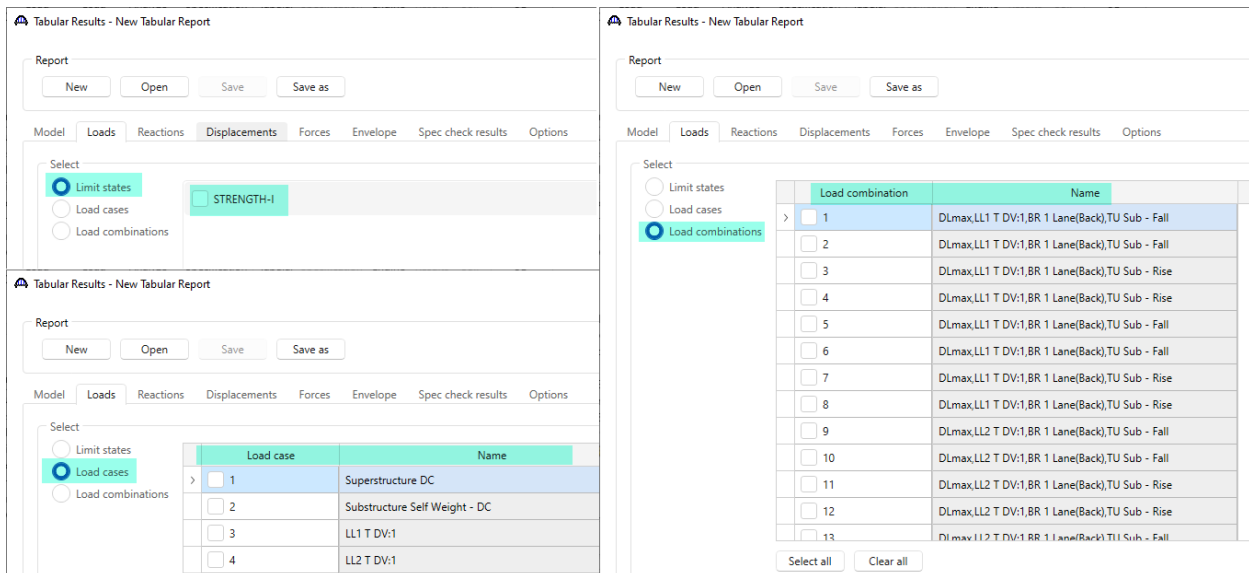 Tabular Results - New Tabular Report
Report
New Open Save Save as
Model Loads Reactions Displacements Forces Envelope Spec check results Options
Select
Limit states
Load cases
Load combinations
STRENGTH-I
Tabular Results - New Tabular Report
Report
New Open Save Save as
Model Loads Reactions Displacements Forces Envelope Spec check results Options
Select
Limit states
Load cases
Load combinations
Load case Name
1 Superstructure DC
2 Substructure Self Weight - DC
3 LL1 T DV:1
4 LL2 T DV:1
Tabular Results - New Tabular Report
Report
New Open Save Save as
Model Loads Reactions Displacements Forces Envelope Spec check results Options
Select
Limit states
Load cases
Load combinations
Load combination Name
1 DLmax,LL1 T DV:1,BR 1 Lane(Back),TU Sub - Fall
2 DLmax,LL1 T DV:1,BR 1 Lane(Back),TU Sub - Fall
3 DLmax,LL1 T DV:1,BR 1 Lane(Back),TU Sub - Rise
4 DLmax,LL1 T DV:1,BR 1 Lane(Back),TU Sub - Rise
5 DLmax,LL1 T DV:1,BR 1 Lane(Back),TU Sub - Fall
6 DLmax,LL1 T DV:1,BR 1 Lane(Back),TU Sub - Fall
7 DLmax,LL1 T DV:1,BR 1 Lane(Back),TU Sub - Rise
8 DLmax,LL1 T DV:1,BR 1 Lane(Back),TU Sub - Rise
9 DLmax,LL2 T DV:1,BR 1 Lane(Back),TU Sub - Fall
10 DLmax,LL2 T DV:1,BR 1 Lane(Back),TU Sub - Fall
11 DLmax,LL2 T DV:1,BR 1 Lane(Back),TU Sub - Rise
12 DLmax,LL2 T DV:1,BR 1 Lane(Back),TU Sub - Rise
13 DLmax,LL2 T DV:1,BR 1 Lane(Back),TU Sub - Fall
Select all Clear all